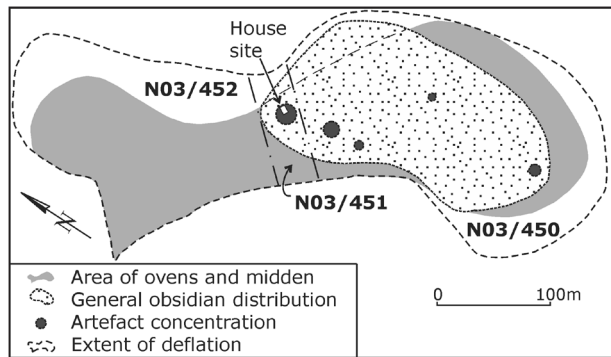 House
site
N03/452
N03/451
N
N03/450
Area of ovens and midden
General obsidian distribution
Artefact concentration
Extent of deflation
0 100m